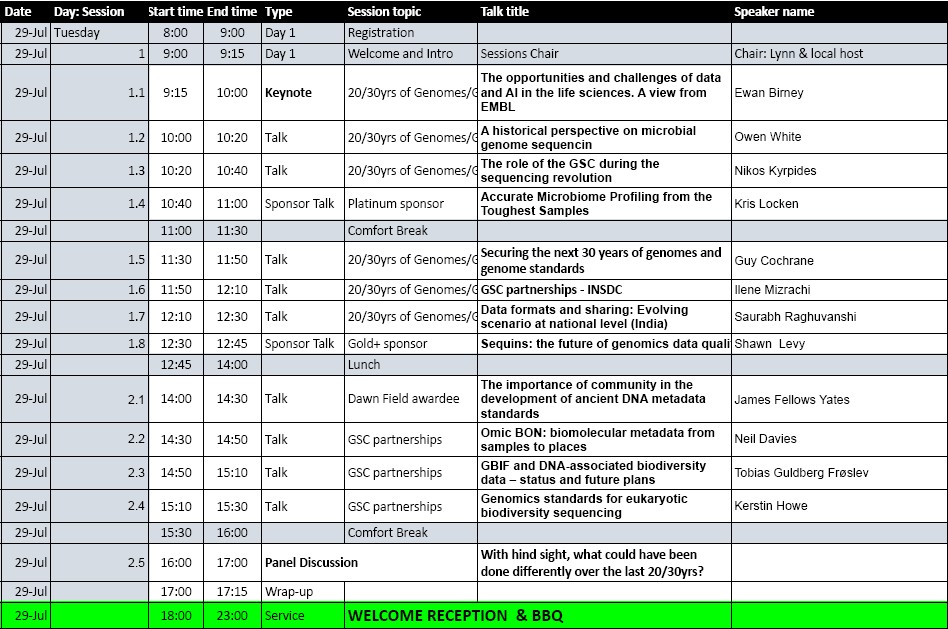 Date Day: Session Start time End time Type Session topic Talk title Speaker name
29-Jul Tuesday 8:00 9:00 Day 1 Registration
29-Jul 1 9:00 9:15 Day 1 Welcome and Intro Sessions Chair Chair: Lynn & local host
29-Jul 1.1 9:15 10:00 Keynote 20/30yrs of Genomes/G The opportunities and challenges of data
and AI in the life sciences. A view from
EMBL Ewan Birney
29-Jul 1.2 10:00 10:20 Talk 20/30yrs of Genomes/G A historical perspective on microbial
genome sequencin Owen White
29-Jul 1.3 10:20 10:40 Talk 20/30yrs of Genomes/G The role of the GSC during the
sequencing revolution Nikos Kyrpides
29-Jul 1.4 10:40 11:00 Sponsor Talk Platinum sponsor Accurate Microbiome Profiling from the
Toughest Samples Kris Locken
29-Jul 11:00 11:30 Comfort Break
29-Jul 1.5 11:30 11:50 Talk 20/30yrs of Genomes/G Securing the next 30 years of genomes and
genome standards Guy Cochrane
29-Jul 1.6 11:50 12:10 Talk 20/30yrs of Genomes/G GSC partnerships - INSDC Ilene Mizrachi
29-Jul 1.7 12:10 12:30 Talk 20/30yrs of Genomes/G Data formats and sharing: Evolving
scenario at national level (India) Saurabh Raghuvanshi
29-Jul 1.8 12:30 12:45 Sponsor Talk Gold+ sponsor Sequins: the future of genomics data quali Shawn Levy
29-Jul 12:45 14:00 Lunch
29-Jul 2.1 14:00 14:30 Talk Dawn Field awardee The importance of community in the
development of ancient DNA metadata
standards James Fellows Yates
29-Jul 2.2 14:30 14:50 Talk GSC partnerships Omic BON: biomolecular metadata from
samples to places Neil Davies
29-Jul 2.3 14:50 15:10 Talk GSC partnerships GBIF and DNA-associated biodiversity
data – status and future plans Tobias Guldberg Frøslev
29-Jul 2.4 15:10 15:30 Talk GSC partnerships Genomics standards for eukaryotic
biodiversity sequencing Kerstin Howe
29-Jul 15:30 16:00 Comfort Break
29-Jul 2.5 16:00 17:00 Panel Discussion With hind sight, what could have been
done differently over the last 20/30yrs?
29-Jul 17:00 17:15 Wrap-up
29-Jul 18:00 23:00 Service WELCOME RECEPTION & BBQ